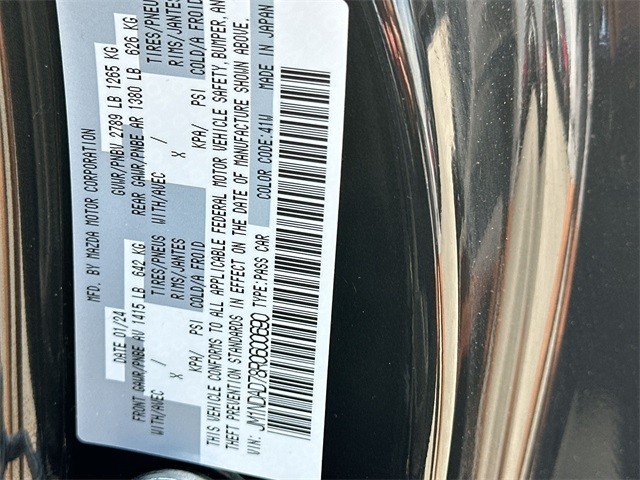 MFD. BY MAZDA MOTOR CORPORATION
DATE 01/24 GVWR/PNBV 2789 LB 1265 KG
FRONT GAWR/PNBE AV 1415 LB 642 KG REAR GAWR/PNBE AR 1380 LB 626 KG
WITH/AVEC TIRES/PNEUS WITH/AVEC TIRES/PNEU
X RIMS/JANTES X RIMS/JANTES
KPA/ PSI COLD/A FROID KPA/ PSI COLD/A FROID
THIS VEHICLE CONFORMS TO ALL APPLICABLE FEDERAL MOTOR VEHICLE SAFETY, BUMPER, AN
THEFT PREVENTION STANDARDS IN EFFECT ON THE DATE OF MANUFACTURE SHOWN ABOVE.
VIN: TYPE:PASS CAR COLOR CODE:41W MADE IN JAPAN